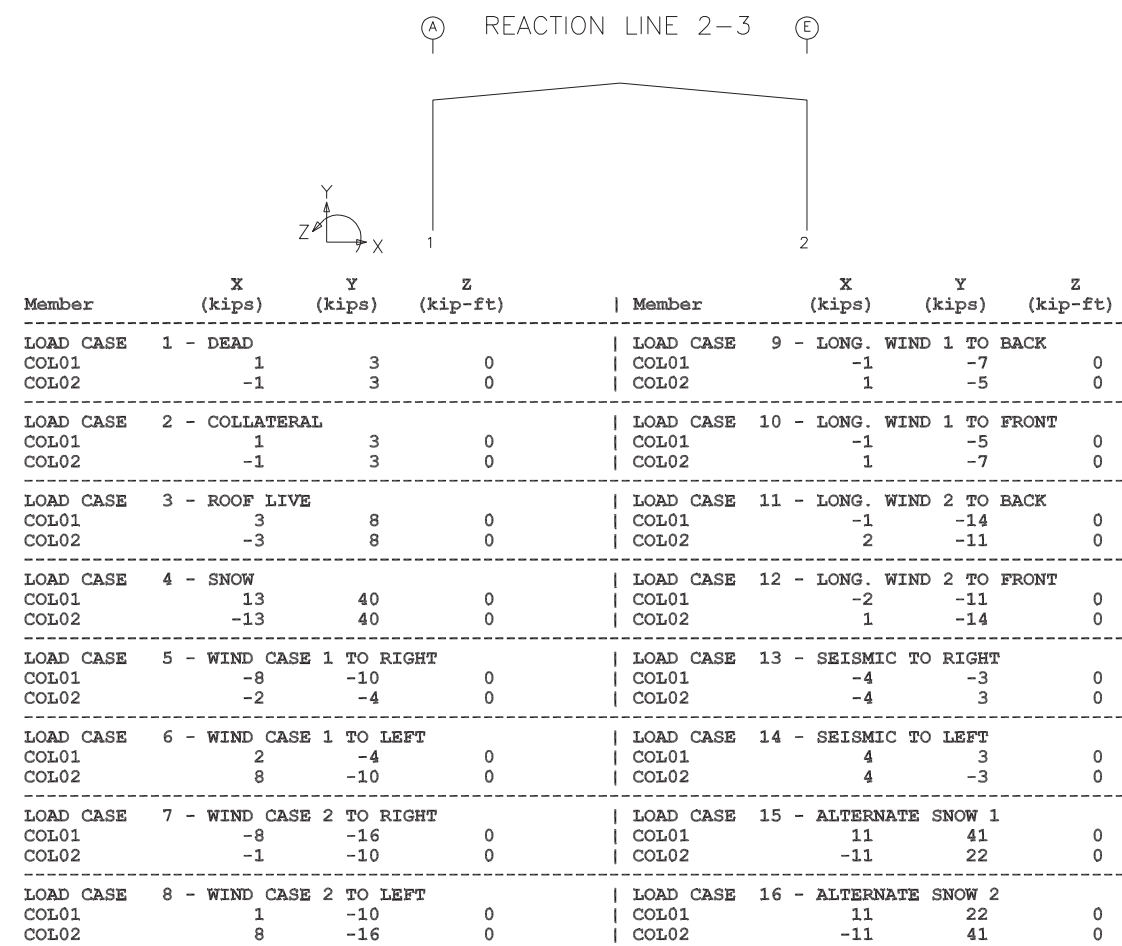 A REACTION LINE 2-3 E
Y
Z X
1 2
X Y Z X Y Z
Member (kips) (kips) (kip-ft) | Member (kips) (kips) (kip-ft)
LOAD CASE 1 - DEAD | LOAD CASE 9 - LONG. WIND 1 TO BACK
COL01 1 3 0 | COL01 -1 -7 0
COL02 -1 3 0 | COL02 1 -5 0
LOAD CASE 2 - COLLATERAL | LOAD CASE 10 - LONG. WIND 1 TO FRONT
COL01 1 3 0 | COL01 -1 -5 0
COL02 -1 3 0 | COL02 1 -7 0
LOAD CASE 3 - ROOF LIVE | LOAD CASE 11 - LONG. WIND 2 TO BACK
COL01 3 8 0 | COL01 -1 -14 0
COL02 -3 8 0 | COL02 2 -11 0
LOAD CASE 4 - SNOW | LOAD CASE 12 - LONG. WIND 2 TO FRONT
COL01 13 40 0 | COL01 -2 -11 0
COL02 -13 40 0 | COL02 1 -14 0
LOAD CASE 5 - WIND CASE 1 TO RIGHT | LOAD CASE 13 - SEISMIC TO RIGHT
COL01 -8 -10 0 | COL01 -4 -3 0
COL02 -2 -4 0 | COL02 -4 3 0
LOAD CASE 6 - WIND CASE 1 TO LEFT | LOAD CASE 14 - SEISMIC TO LEFT
COL01 2 -4 0 | COL01 4 3 0
COL02 8 -10 0 | COL02 4 -3 0
LOAD CASE 7 - WIND CASE 2 TO RIGHT | LOAD CASE 15 - ALTERNATE SNOW 1
COL01 -8 -16 0 | COL01 11 41 0
COL02 -1 -10 0 | COL02 -11 22 0
LOAD CASE 8 - WIND CASE 2 TO LEFT | LOAD CASE 16 - ALTERNATE SNOW 2
COL01 1 -10 0 | COL01 11 22 0
COL02 8 -16 0 | COL02 -11 41 0